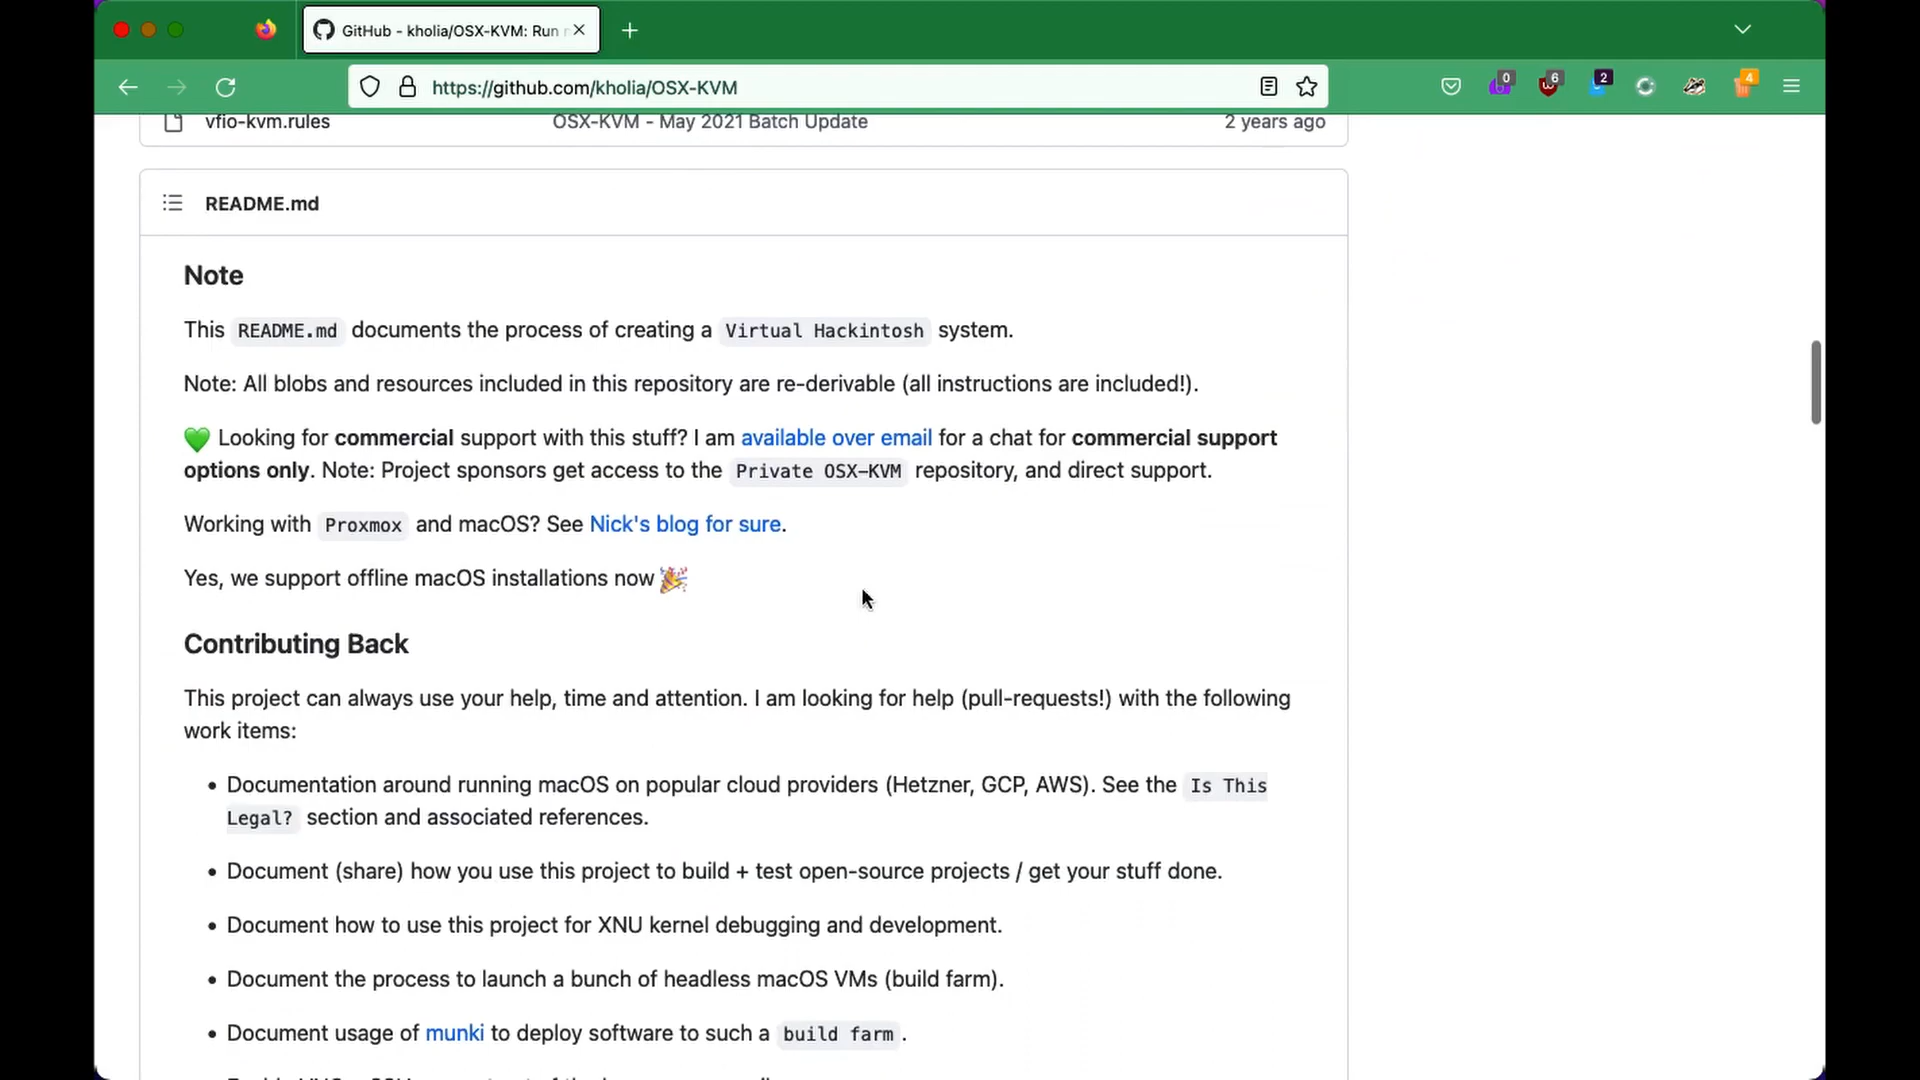 GitHub - kholia/OSX-KVM: Run
https://github.com/kholia/OSX-KVM
0
6
2
4
vfio-kvm.rules OSX-KVM - May 2021 Batch Update 2 years ago
README.md
Note
This README.md documents the process of creating a Virtual Hackintosh system.
Note: All blobs and resources included in this repository are re-derivable (all instructions are included!).
💚 Looking for commercial support with this stuff? I am available over email for a chat for commercial support
options only. Note: Project sponsors get access to the Private OSX-KVM repository, and direct support.
Working with Proxmox and macOS? See Nick's blog for sure.
Yes, we support offline macOS installations now 🎉
Contributing Back
This project can always use your help, time and attention. I am looking for help (pull-requests!) with the following
work items:
• Documentation around running macOS on popular cloud providers (Hetzner, GCP, AWS). See the Is This
Legal? section and associated references.
• Document (share) how you use this project to build + test open-source projects / get your stuff done.
• Document how to use this project for XNU kernel debugging and development.
• Document the process to launch a bunch of headless macOS VMs (build farm).
• Document usage of munki to deploy software to such a build farm.